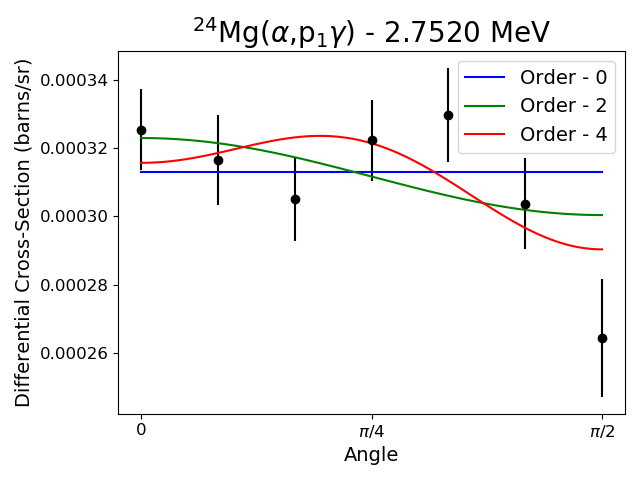 ²⁴Mg(α,p₁γ) - 2.7520 MeV
Differential Cross-Section (barns/sr)
0.00034
0.00032
0.00030
0.00028
0.00026
Order - 0
Order - 2
Order - 4
0
π/4
π/2
Angle